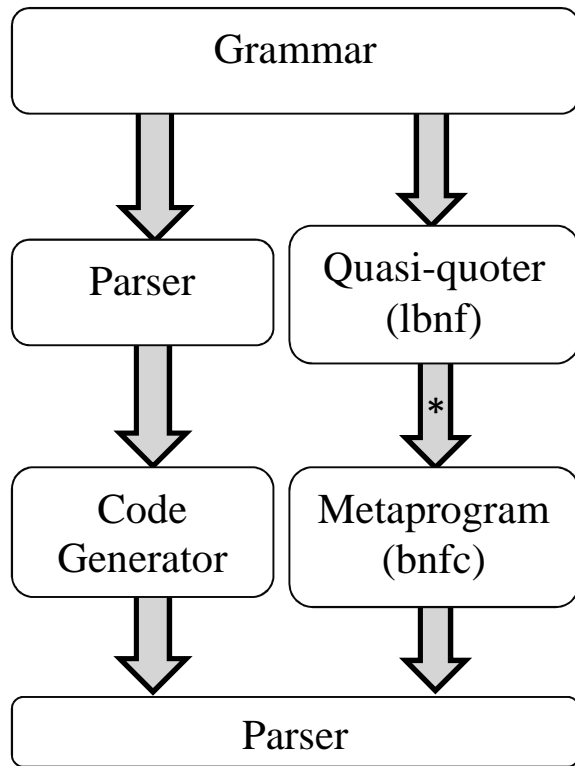 Grammar
Parser
Quasi-quoter
(lbnf)
*
Code
Generator
Metaprogram
(bnfc)
Parser